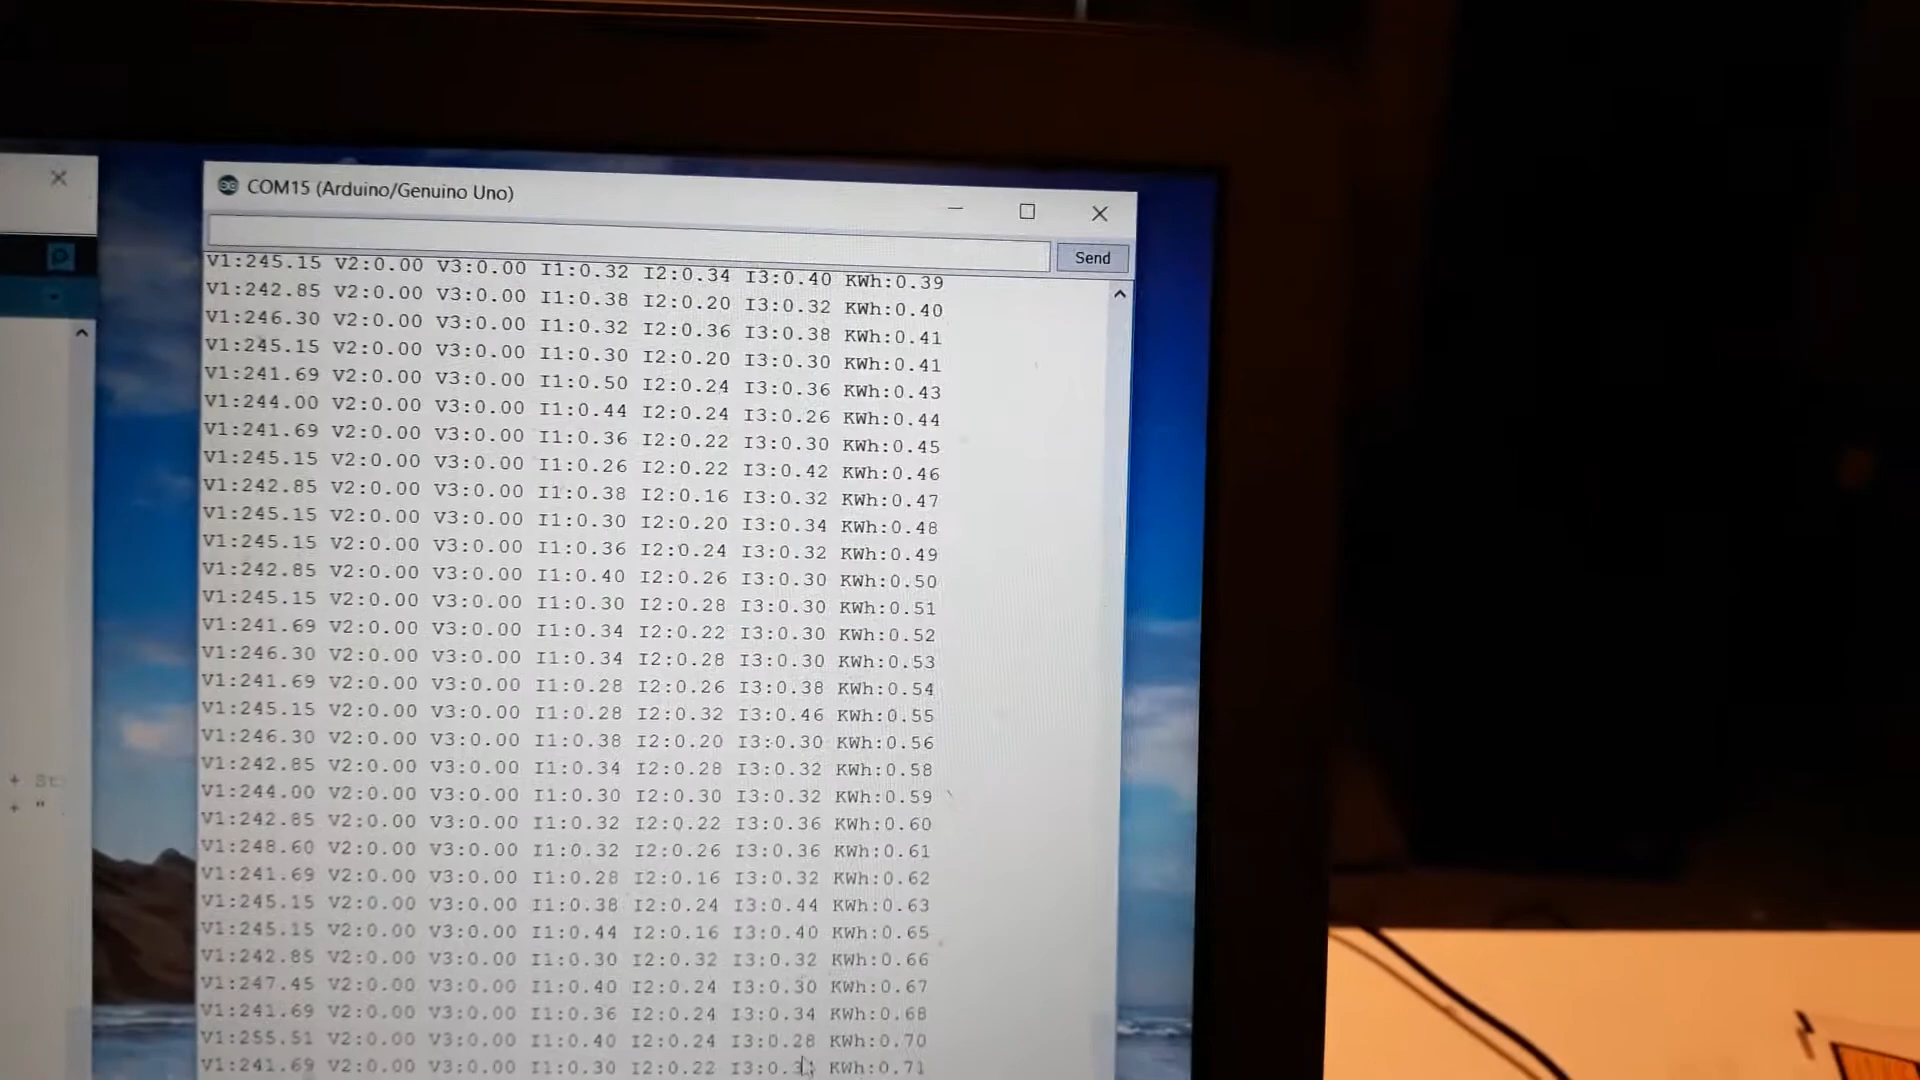 COM15 (Arduino/Genuino Uno)
Send
V1:245.15 V2:0.00 V3:0.00 I1:0.32 I2:0.34 I3:0.40 KWh:0.39
V1:242.85 V2:0.00 V3:0.00 I1:0.38 I2:0.20 I3:0.32 KWh:0.40
V1:246.30 V2:0.00 V3:0.00 I1:0.32 I2:0.36 I3:0.38 KWh:0.41
V1:245.15 V2:0.00 V3:0.00 I1:0.30 I2:0.20 I3:0.30 KWh:0.41
V1:241.69 V2:0.00 V3:0.00 I1:0.50 I2:0.24 I3:0.36 KWh:0.43
V1:244.00 V2:0.00 V3:0.00 I1:0.44 I2:0.24 I3:0.26 KWh:0.44
V1:241.69 V2:0.00 V3:0.00 I1:0.36 I2:0.22 I3:0.30 KWh:0.45
V1:245.15 V2:0.00 V3:0.00 I1:0.26 I2:0.22 I3:0.42 KWh:0.46
V1:242.85 V2:0.00 V3:0.00 I1:0.38 I2:0.16 I3:0.32 KWh:0.47
V1:245.15 V2:0.00 V3:0.00 I1:0.30 I2:0.20 I3:0.34 KWh:0.48
V1:245.15 V2:0.00 V3:0.00 I1:0.36 I2:0.24 I3:0.32 KWh:0.49
V1:242.85 V2:0.00 V3:0.00 I1:0.40 I2:0.26 I3:0.30 KWh:0.50
V1:245.15 V2:0.00 V3:0.00 I1:0.30 I2:0.28 I3:0.30 KWh:0.51
V1:241.69 V2:0.00 V3:0.00 I1:0.34 I2:0.22 I3:0.30 KWh:0.52
V1:246.30 V2:0.00 V3:0.00 I1:0.34 I2:0.28 I3:0.30 KWh:0.53
V1:241.69 V2:0.00 V3:0.00 I1:0.28 I2:0.26 I3:0.38 KWh:0.54
V1:245.15 V2:0.00 V3:0.00 I1:0.28 I2:0.32 I3:0.46 KWh:0.55
V1:246.30 V2:0.00 V3:0.00 I1:0.38 I2:0.20 I3:0.30 KWh:0.56
V1:242.85 V2:0.00 V3:0.00 I1:0.34 I2:0.28 I3:0.32 KWh:0.58
V1:244.00 V2:0.00 V3:0.00 I1:0.30 I2:0.30 I3:0.32 KWh:0.59
V1:242.85 V2:0.00 V3:0.00 I1:0.32 I2:0.22 I3:0.36 KWh:0.60
V1:248.60 V2:0.00 V3:0.00 I1:0.32 I2:0.26 I3:0.36 KWh:0.61
V1:241.69 V2:0.00 V3:0.00 I1:0.28 I2:0.16 I3:0.32 KWh:0.62
V1:245.15 V2:0.00 V3:0.00 I1:0.38 I2:0.24 I3:0.44 KWh:0.63
V1:245.15 V2:0.00 V3:0.00 I1:0.44 I2:0.16 I3:0.40 KWh:0.65
V1:242.85 V2:0.00 V3:0.00 I1:0.30 I2:0.32 I3:0.32 KWh:0.66
V1:247.45 V2:0.00 V3:0.00 I1:0.40 I2:0.24 I3:0.30 KWh:0.67
V1:241.69 V2:0.00 V3:0.00 I1:0.36 I2:0.24 I3:0.34 KWh:0.68
V1:255.51 V2:0.00 V3:0.00 I1:0.40 I2:0.24 I3:0.28 KWh:0.70
V1:241.69 V2:0.00 V3:0.00 I1:0.30 I2:0.22 KWh:0.71
+ St
+ "